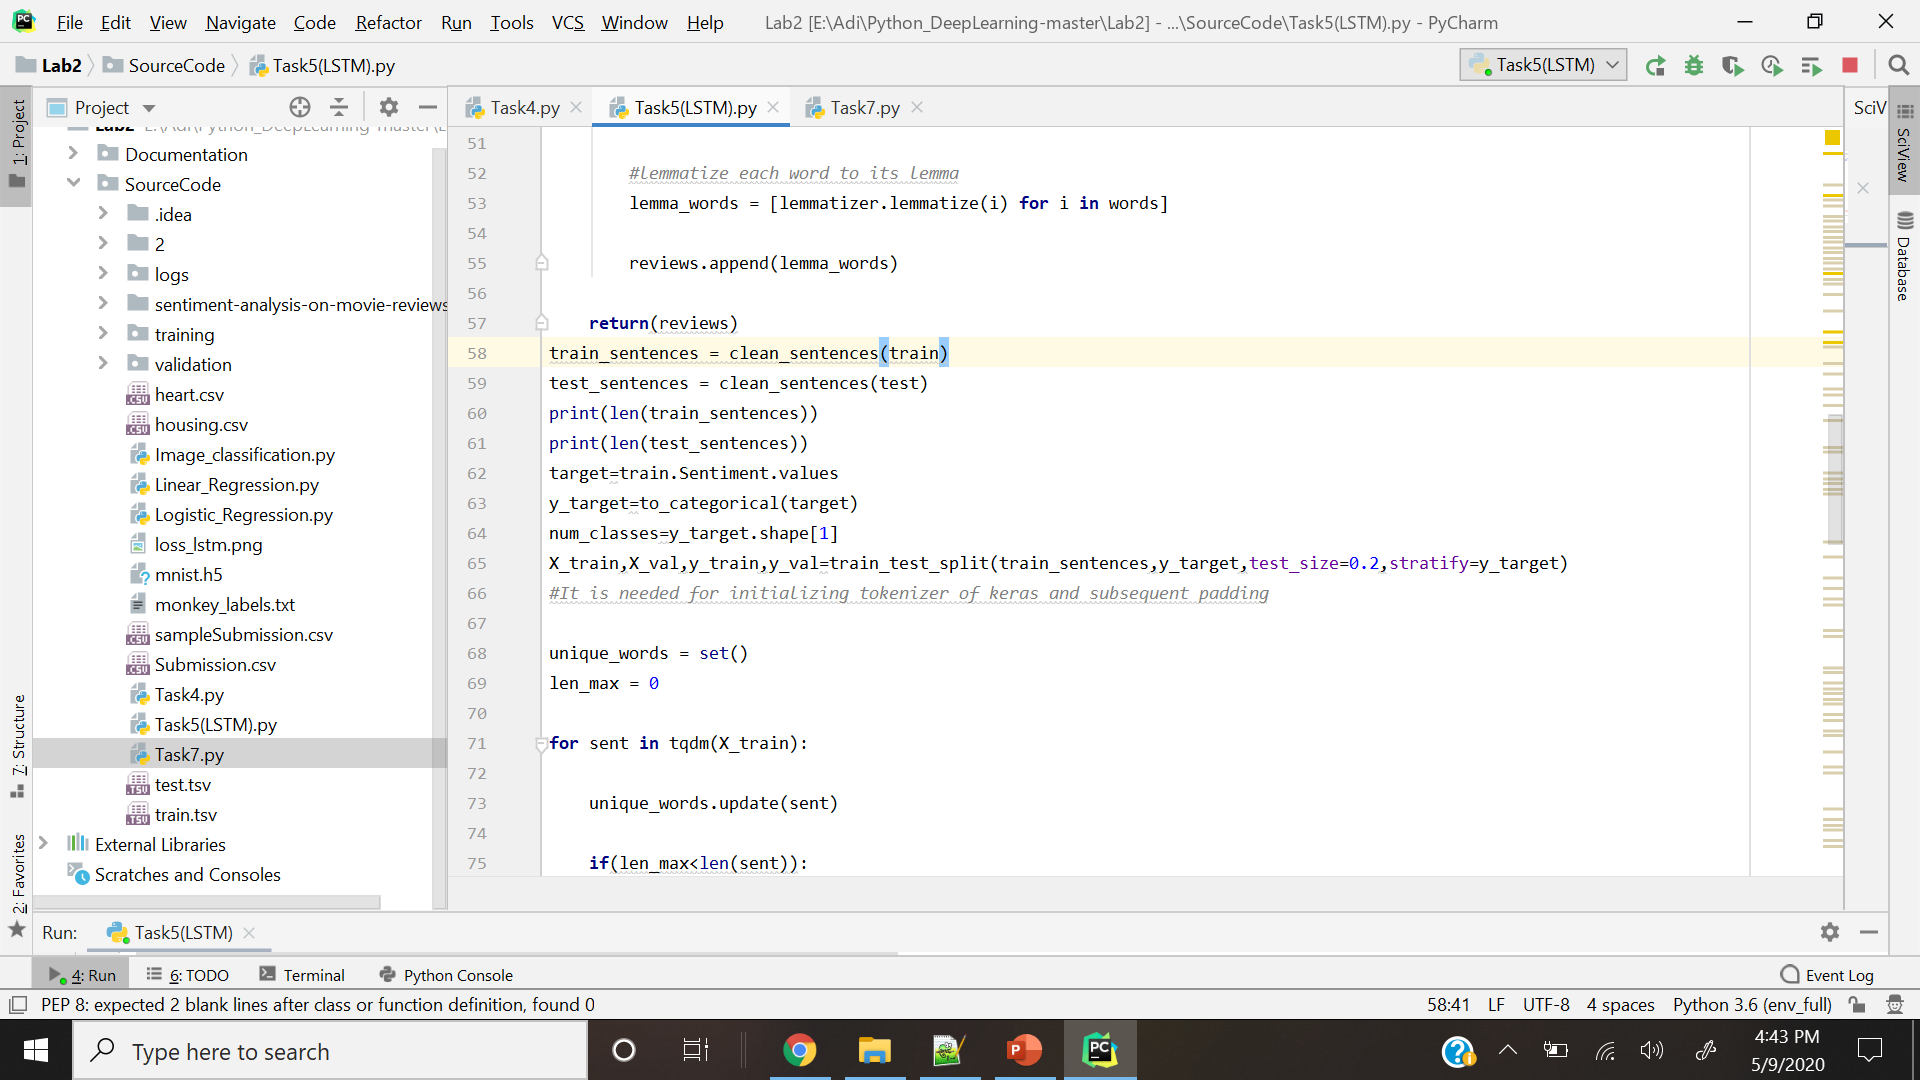 File Edit View Navigate Code Refactor Run Tools VCS Window Help Lab2 [E:\Adi\Python_DeepLearning-master\Lab2] - ...\SourceCode\Task5(LSTM).py - PyCharm
Lab2 SourceCode Task5(LSTM).py Task5(LSTM)
1: Project
Project
Task4.py Task5(LSTM).py Task7.py SciV
Lab2 E:\Adi\Python_DeepLearning-master\L
Documentation
SourceCode
.idea
2
logs
sentiment-analysis-on-movie-reviews
training
validation
heart.csv
housing.csv
Image_classification.py
Linear_Regression.py
Logistic_Regression.py
loss_lstm.png
mnist.h5
monkey_labels.txt
sampleSubmission.csv
Submission.csv
Task4.py
Task5(LSTM).py
Task7.py
test.tsv
train.tsv
External Libraries
Scratches and Consoles
7: Structure
2: Favorites
51
52 #lemmatize each word to its lemma
53 lemma_words = [lemmatizer.lemmatize(i) for i in words]
54
55 reviews.append(lemma_words)
56
57 return(reviews)
58 train_sentences = clean_sentences(train)
59 test_sentences = clean_sentences(test)
60 print(len(train_sentences))
61 print(len(test_sentences))
62 target=train.Sentiment.values
63 y_target=to_categorical(target)
64 num_classes=y_target.shape[1]
65 X_train,X_val,y_train,y_val=train_test_split(train_sentences,y_target,test_size=0.2,stratify=y_target)
66 #It is needed for initializing tokenizer of keras and subsequent padding
67
68 unique_words = set()
69 len_max = 0
70
71 for sent in tqdm(X_train):
72
73 unique_words.update(sent)
74
75 if(len_max<len(sent)):
SciView
Database
Run: Task5(LSTM)
4: Run 6: TODO Terminal Python Console Event Log
PEP 8: expected 2 blank lines after class or function definition, found 0 58:41 LF UTF-8 4 spaces Python 3.6 (env_full)
Type here to search
4:43 PM
5/9/2020